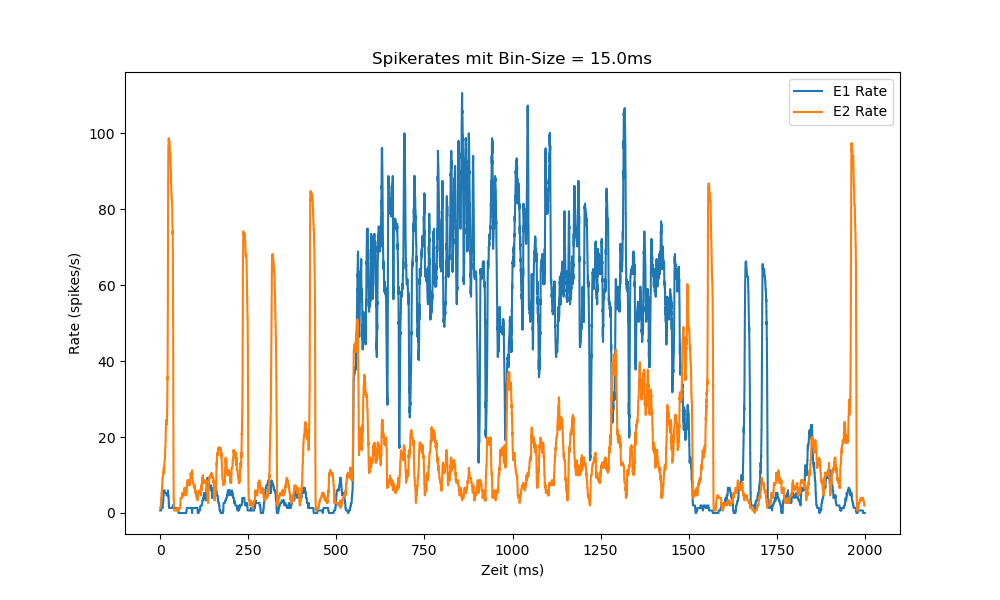 Spikerates mit Bin-Size = 15.0ms
E1 Rate
E2 Rate
Rate (spikes/s)
100
80
60
40
20
0
0 250 500 750 1000 1250 1500 1750 2000
Zeit (ms)